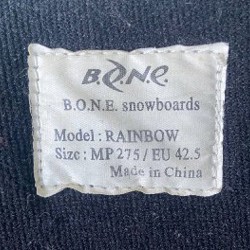 B.O.N.E.
B.O.N.E. snowboards
Model : RAINBOW
Size : MP 275 / EU 42.5
Made in China